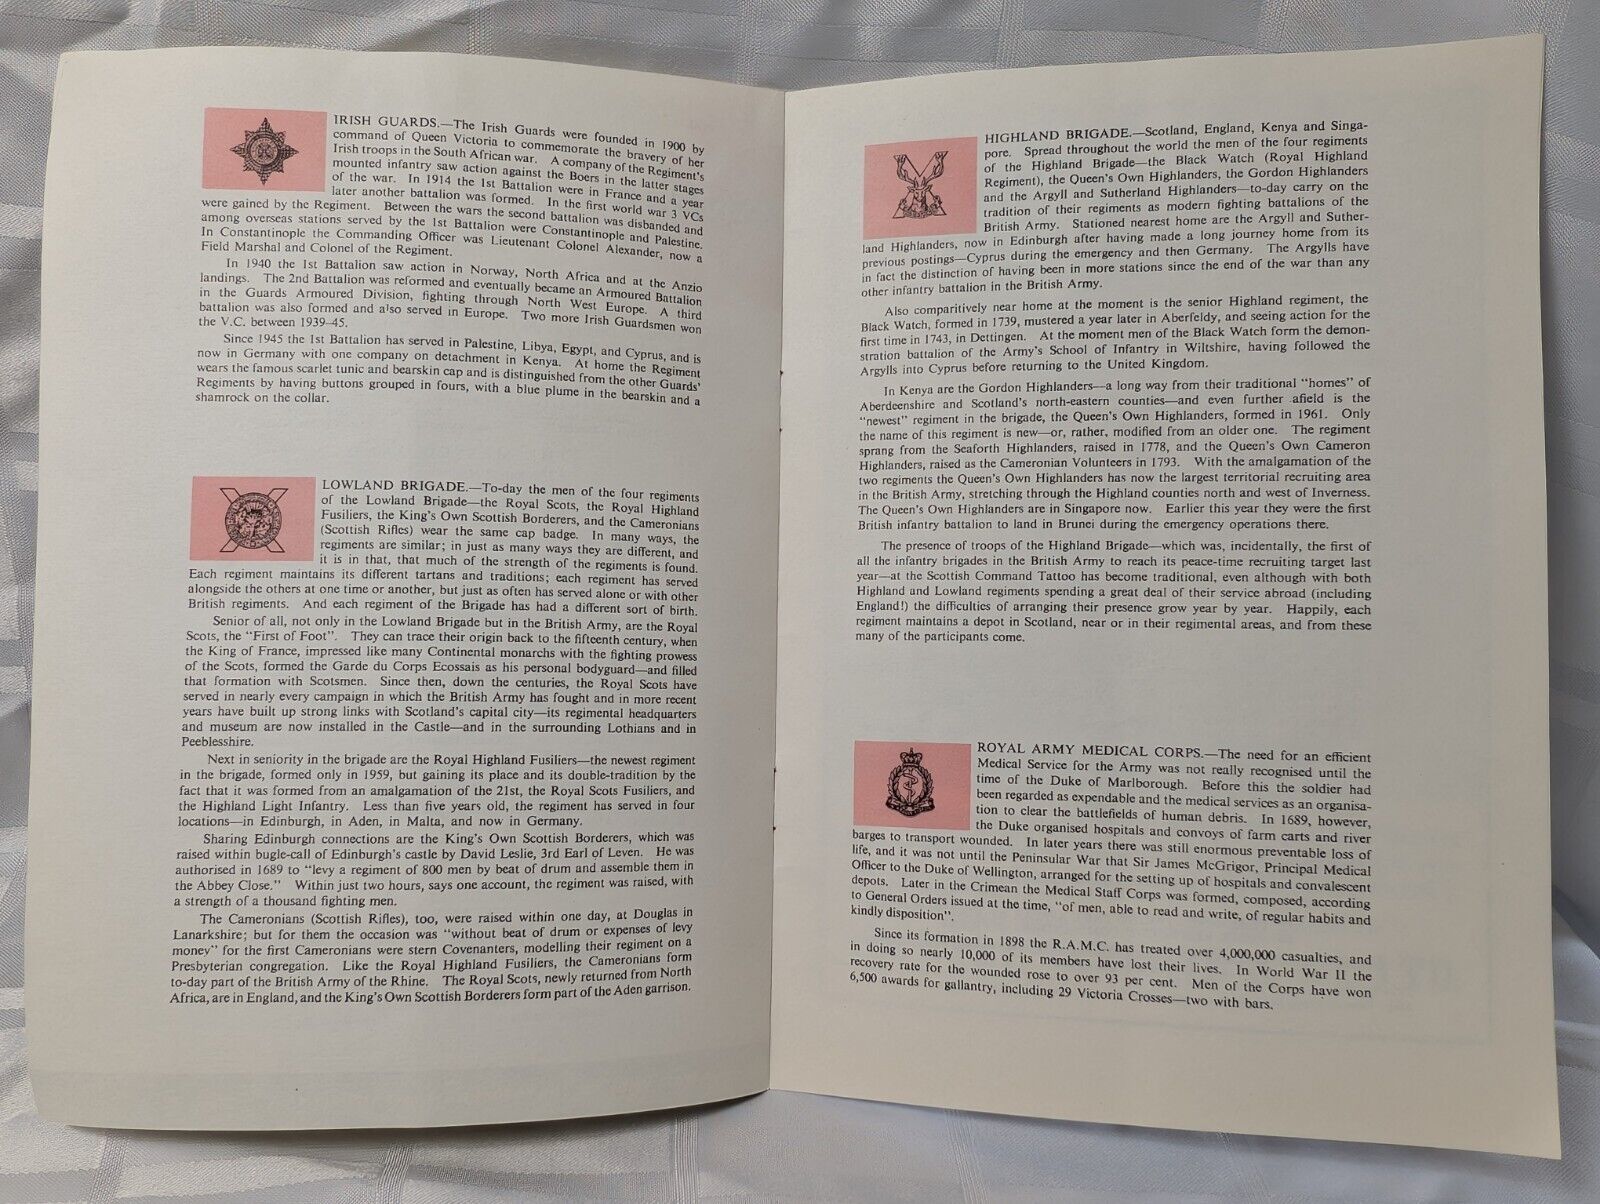 IRISH GUARDS.—The Irish Guards were founded in 1900 by
command of Queen Victoria to commemorate the bravery of her
Irish troops in the South African war. A company of the Regiment's
mounted infantry saw action against the Boers in the latter stages
of the war. In 1914 the 1st Battalion were in France and a year
later another battalion was formed. In the first world war 3 VCs
were gained by the Regiment. Between the wars the second battalion was disbanded and
among overseas stations served by the 1st Battalion were Constantinople and Palestine.
In Constantinople the Commanding Officer was Lieutenant Colonel Alexander, now a
Field Marshal and Colonel of the Regiment.
In 1940 the 1st Battalion saw action in Norway, North Africa and at the Anzio
landings. The 2nd Battalion was reformed and eventually became an Armoured Battalion
in the Guards Armoured Division, fighting through North West Europe. A third
battalion was also formed and also served in Europe. Two more Irish Guardsmen won
the V.C. between 1939–45.
Since 1945 the 1st Battalion has served in Palestine, Libya, Egypt, and Cyprus, and is
now in Germany with one company on detachment in Kenya. At home the Regiment
wears the famous scarlet tunic and bearskin cap and is distinguished from the other Guards'
Regiments by having buttons grouped in fours, with a blue plume in the bearskin and a
shamrock on the collar.
LOWLAND BRIGADE.—To-day the men of the four regiments
of the Lowland Brigade—the Royal Scots, the Royal Highland
Fusiliers, the King's Own Scottish Borderers, and the Cameronians
(Scottish Rifles) wear the same cap badge. In many ways, the
regiments are similar; in just as many ways they are different, and
it is in that, that much of the strength of the regiments is found.
Each regiment maintains its different tartans and traditions; each regiment has served
alongside the others at one time or another, but just as often has served alone or with other
British regiments. And each regiment of the Brigade has had a different sort of birth.
Senior of all, not only in the Lowland Brigade but in the British Army, are the Royal
Scots, the "First of Foot". They can trace their origin back to the fifteenth century, when
the King of France, impressed like many Continental monarchs with the fighting prowess
of the Scots, formed the Garde du Corps Ecossais as his personal bodyguard—and filled
that formation with Scotsmen. Since then, down the centuries, the Royal Scots have
served in nearly every campaign in which the British Army has fought and in more recent
years have built up strong links with Scotland's capital city—its regimental headquarters
and museum are now installed in the Castle—and in the surrounding Lothians and in
Peeblesshire.
Next in seniority in the brigade are the Royal Highland Fusiliers—the newest regiment
in the brigade, formed only in 1959, but gaining its place and its double-tradition by the
fact that it was formed from an amalgamation of the 21st, the Royal Scots Fusiliers, and
the Highland Light Infantry. Less than five years old, the regiment has served in four
locations—in Edinburgh, in Aden, in Malta, and now in Germany.
Sharing Edinburgh connections are the King's Own Scottish Borderers, which was
raised within bugle-call of Edinburgh's castle by David Leslie, 3rd Earl of Leven. He was
authorised in 1689 to "levy a regiment of 800 men by beat of drum and assemble them in
the Abbey Close." Within just two hours, says one account, the regiment was raised, with
a strength of a thousand fighting men.
The Cameronians (Scottish Rifles), too, were raised within one day, at Douglas in
Lanarkshire; but for them the occasion was "without beat of drum or expenses of levy
money" for the first Cameronians were stern Covenanters, modelling their regiment on a
Presbyterian congregation. Like the Royal Highland Fusiliers, the Cameronians form
to-day part of the British Army of the Rhine. The Royal Scots, newly returned from North
Africa, are in England, and the King's Own Scottish Borderers form part of the Aden garrison.
HIGHLAND BRIGADE.—Scotland, England, Kenya and Singa-
pore. Spread throughout the world the men of the four regiments
of the Highland Brigade—the Black Watch (Royal Highland
Regiment), the Queen's Own Highlanders, the Gordon Highlanders
and the Argyll and Sutherland Highlanders—to-day carry on the
tradition of their regiments as modern fighting battalions of the
British Army. Stationed nearest home are the Argyll and Suther-
land Highlanders, now in Edinburgh after having made a long journey home from its
previous postings—Cyprus during the emergency and then Germany. The Argylls have
in fact the distinction of having been in more stations since the end of the war than any
other infantry battalion in the British Army.
Also comparitively near home at the moment is the senior Highland regiment, the
Black Watch, formed in 1739, mustered a year later in Aberfeldy, and seeing action for the
first time in 1743, in Dettingen. At the moment men of the Black Watch form the demon-
stration battalion of the Army's School of Infantry in Wiltshire, having followed the
Argylls into Cyprus before returning to the United Kingdom.
In Kenya are the Gordon Highlanders—a long way from their traditional "homes" of
Aberdeenshire and Scotland's north-eastern counties—and even further afield is the
"newest" regiment in the brigade, the Queen's Own Highlanders, formed in 1961. Only
the name of this regiment is new—or, rather, modified from an older one. The regiment
sprang from the Seaforth Highlanders, raised in 1778, and the Queen's Own Cameron
Highlanders, raised as the Cameronian Volunteers in 1793. With the amalgamation of the
two regiments the Queen's Own Highlanders has now the largest territorial recruiting area
in the British Army, stretching through the Highland counties north and west of Inverness.
The Queen's Own Highlanders are in Singapore now. Earlier this year they were the first
British infantry battalion to land in Brunei during the emergency operations there.
The presence of troops of the Highland Brigade—which was, incidentally, the first of
all the infantry brigades in the British Army to reach its peace-time recruiting target last
year—at the Scottish Command Tattoo has become traditional, even although with both
Highland and Lowland regiments spending a great deal of their service abroad (including
England!) the difficulties of arranging their presence grow year by year. Happily, each
regiment maintains a depot in Scotland, near or in their regimental areas, and from these
many of the participants come.
ROYAL ARMY MEDICAL CORPS.—The need for an efficient
Medical Service for the Army was not really recognised until the
time of the Duke of Marlborough. Before this the soldier had
been regarded as expendable and the medical services as an organisa-
tion to clear the battlefields of human debris. In 1689, however,
the Duke organised hospitals and convoys of farm carts and river
barges to transport wounded. In later years there was still enormous preventable loss of
life, and it was not until the Peninsular War that Sir James McGrigor, Principal Medical
Officer to the Duke of Wellington, arranged for the setting up of hospitals and convalescent
depots. Later in the Crimean the Medical Staff Corps was formed, composed, according
to General Orders issued at the time, "of men, able to read and write, of regular habits and
kindly disposition".
Since its formation in 1898 the R.A.M.C. has treated over 4,000,000 casualties, and
in doing so nearly 10,000 of its members have lost their lives. In World War II the
recovery rate for the wounded rose to over 93 per cent. Men of the Corps have won
6,500 awards for gallantry, including 29 Victoria Crosses—two with bars.